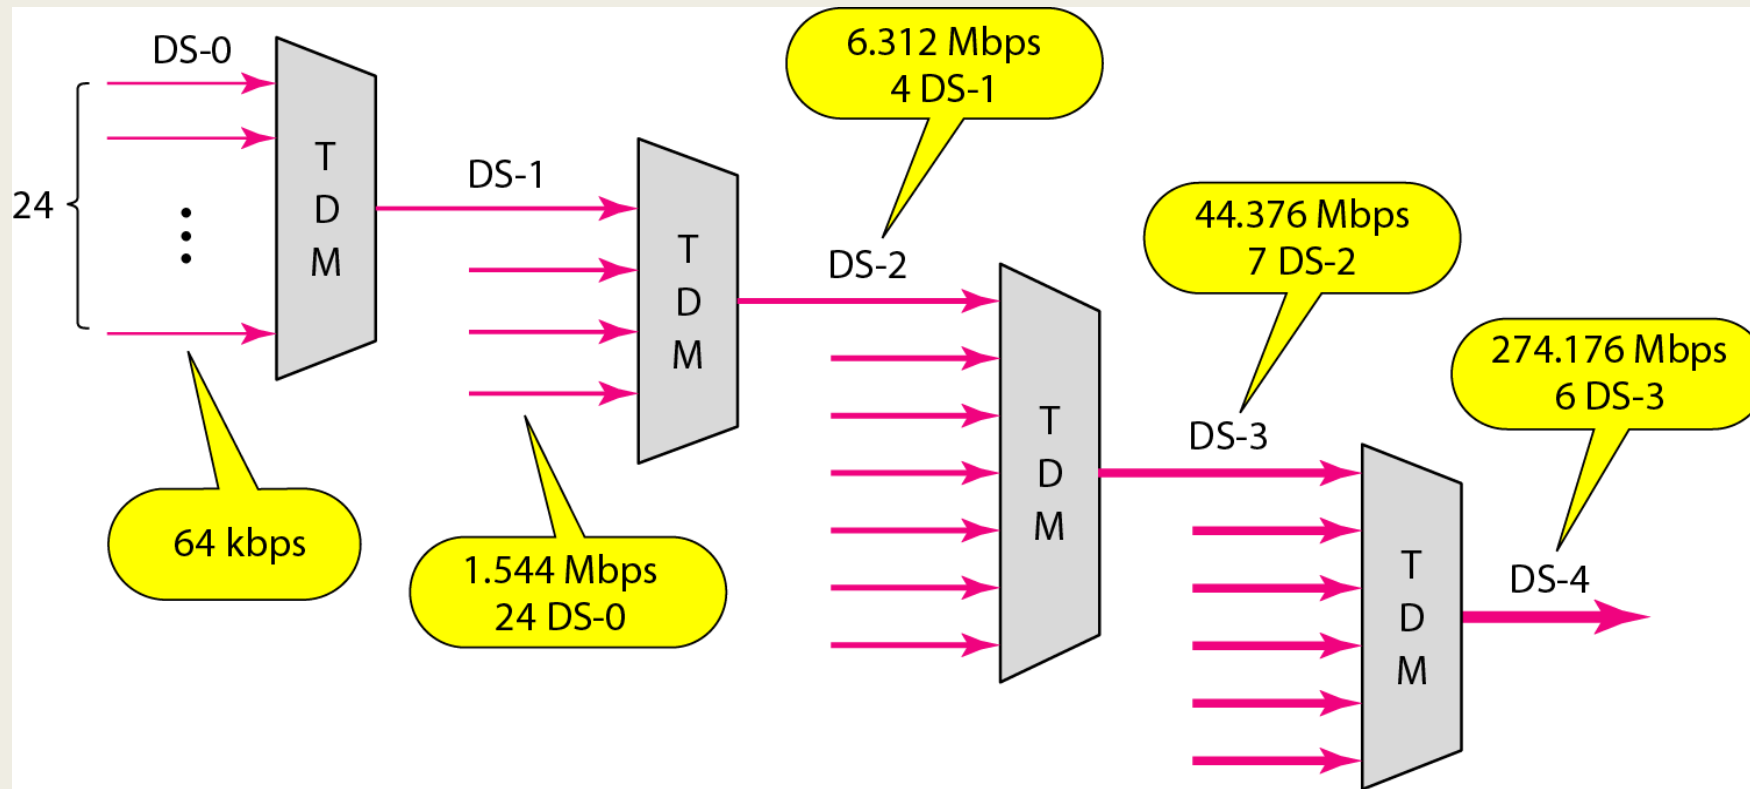 DS-0
24
T
D
M
64 kbps
DS-1
1.544 Mbps
24 DS-0
T
D
M
6.312 Mbps
4 DS-1
DS-2
T
D
M
44.376 Mbps
7 DS-2
DS-3
T
D
M
274.176 Mbps
6 DS-3
DS-4